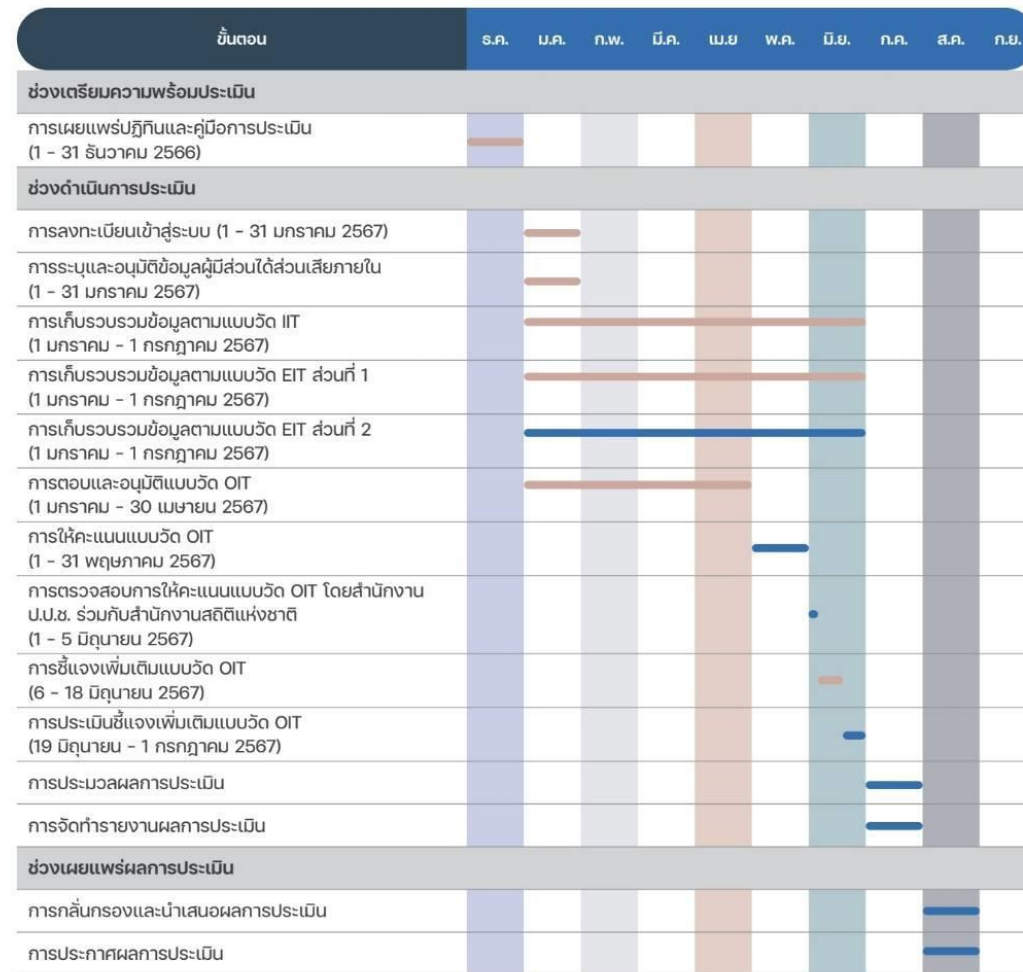 ขั้นตอน ธ.ค. ม.ค. ก.พ. มี.ค. เม.ย พ.ค. มิ.ย. ก.ค. ส.ค. ก.ย.
ช่วงเตรียมความพร้อมประเมิน
การเผยแพร่ปฏิทินและคู่มือการประเมิน
(1 - 31 ธันวาคม 2566)
ช่วงดำเนินการประเมิน
การลงทะเบียนเข้าสู่ระบบ (1 - 31 มกราคม 2567)
การระบุและอนุมัติข้อมูลผู้มีส่วนได้ส่วนเสียภายใน
(1 - 31 มกราคม 2567)
การเก็บรวบรวมข้อมูลตามแบบวัด IIT
(1 มกราคม - 1 กรกฎาคม 2567)
การเก็บรวบรวมข้อมูลตามแบบวัด EIT ส่วนที่ 1
(1 มกราคม - 1 กรกฎาคม 2567)
การเก็บรวบรวมข้อมูลตามแบบวัด EIT ส่วนที่ 2
(1 มกราคม - 1 กรกฎาคม 2567)
การตอบและอนุมัติแบบวัด OIT
(1 มกราคม - 30 เมษายน 2567)
การให้คะแนนแบบวัด OIT
(1 - 31 พฤษภาคม 2567)
การตรวจสอบการให้คะแนนแบบวัด OIT โดยสำนักงาน
ป.ป.ช. ร่วมกับสำนักงานสถิติแห่งชาติ
(1 - 5 มิถุนายน 2567)
การชี้แจงเพิ่มเติมแบบวัด OIT
(6 - 18 มิถุนายน 2567)
การประเมินชี้แจงเพิ่มเติมแบบวัด OIT
(19 มิถุนายน - 1 กรกฎาคม 2567)
การประมวลผลการประเมิน
การจัดทำรายงานผลการประเมิน
ช่วงเผยแพร่ผลการประเมิน
การกลั่นกรองและนำเสนอผลการประเมิน
การประกาศผลการประเมิน